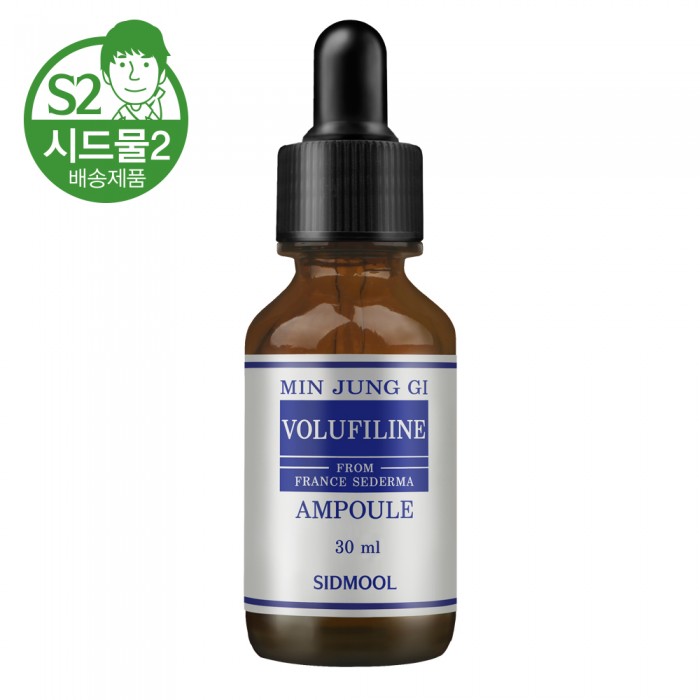 S2
시드물2
배송제품
MIN JUNG GI
VOLUFILINE
FROM
FRANCE SEDERMA
AMPOULE
30 ml
SIDMOOL